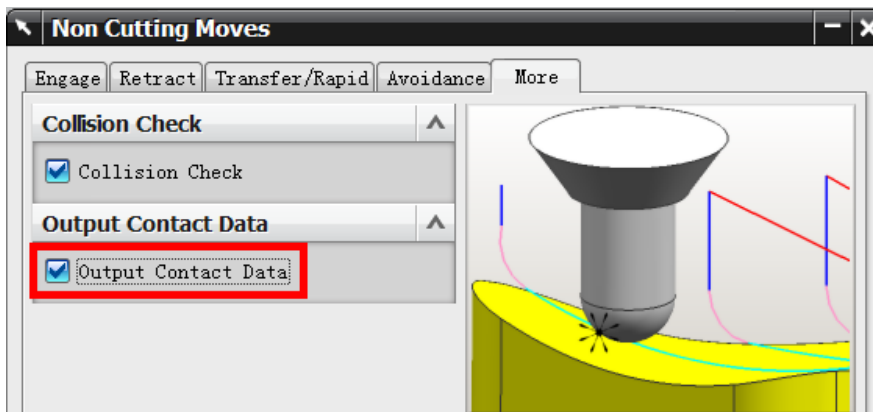 Non Cutting Moves
Engage Retract Transfer/Rapid Avoidance More
Collision Check
Collision Check
Output Contact Data
Output Contact Data